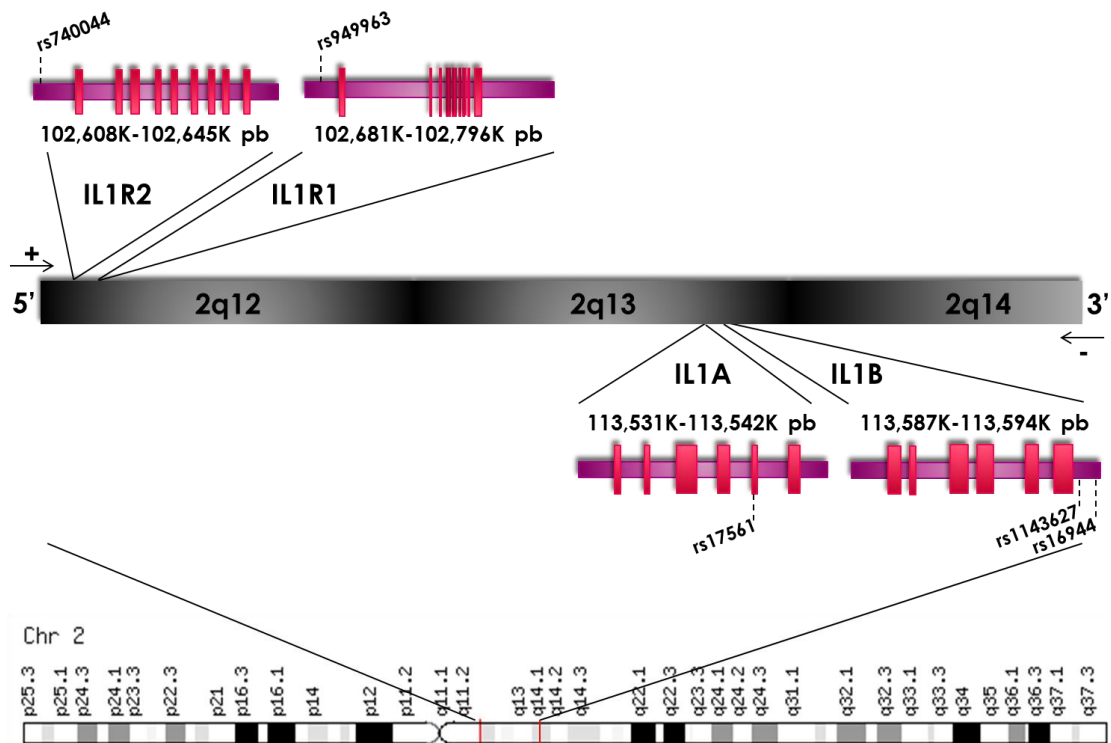 rs740044
rs949963
102,608K-102,645K pb
102,681K-102,796K pb
IL1R2
IL1R1
+
5’
2q12
2q13
2q14
3’
-
IL1A
IL1B
113,531K-113,542K pb
113,587K-113,594K pb
rs17561
rs1143627
rs16944
Chr 2
p25.3 p25.1 p24.3 p24.1 p23.3 p22.3 p21 p16.3 p16.1 p14 p12 p11.2 q11.1 q11.2 q13 q14.1 q14.2 q14.3 q22.1 q22.3 q23.3 q24.1 q24.2 q24.3 q31.1 q32.1 q32.3 q33.1 q33.3 q34 q35 q36.1 q36.3 q37.1 q37.3